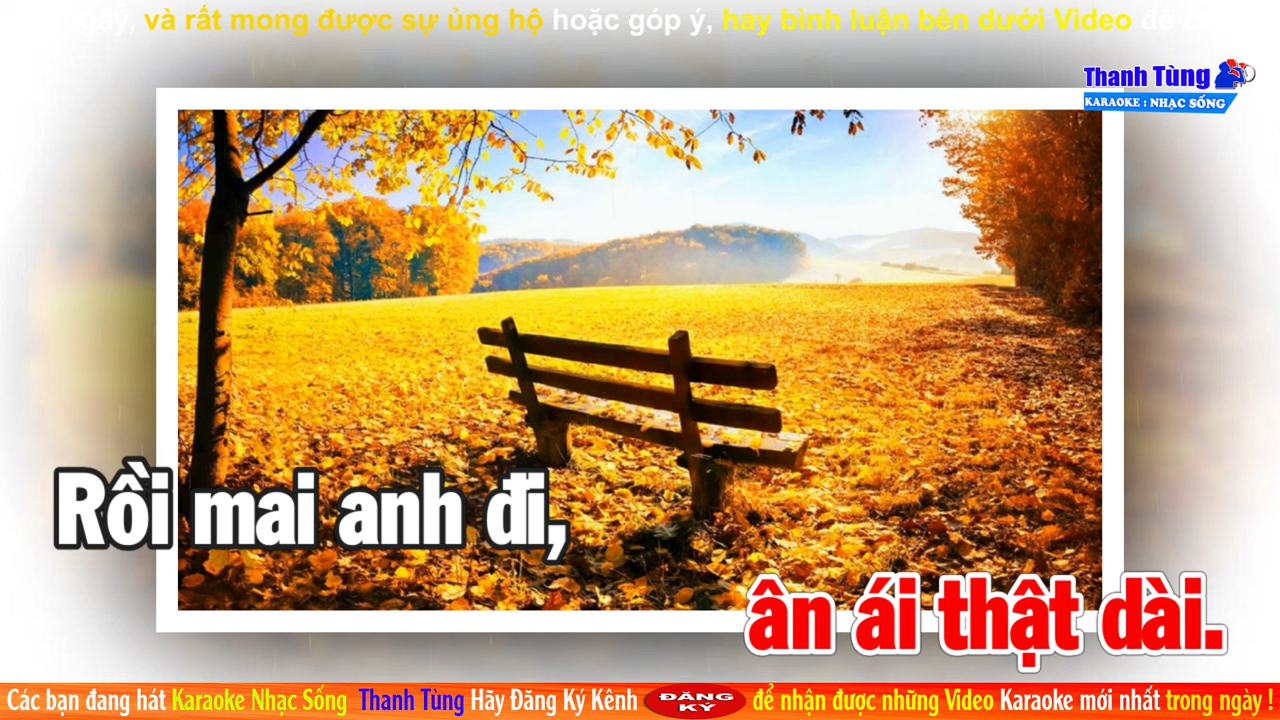 và rất mong được sự ủng hộ hoặc góp ý, hay bình luận bên dưới Video
Thanh Tùng
KARAOKE : NHẠC SỐNG
Rồi mai anh đi,
ân ái thật dài.
Các bạn đang hát Karaoke Nhạc Sống Thanh Tùng Hãy Đăng Ký Kênh ĐĂNG KÝ để nhận được những Video Karaoke mới nhất trong ngày !